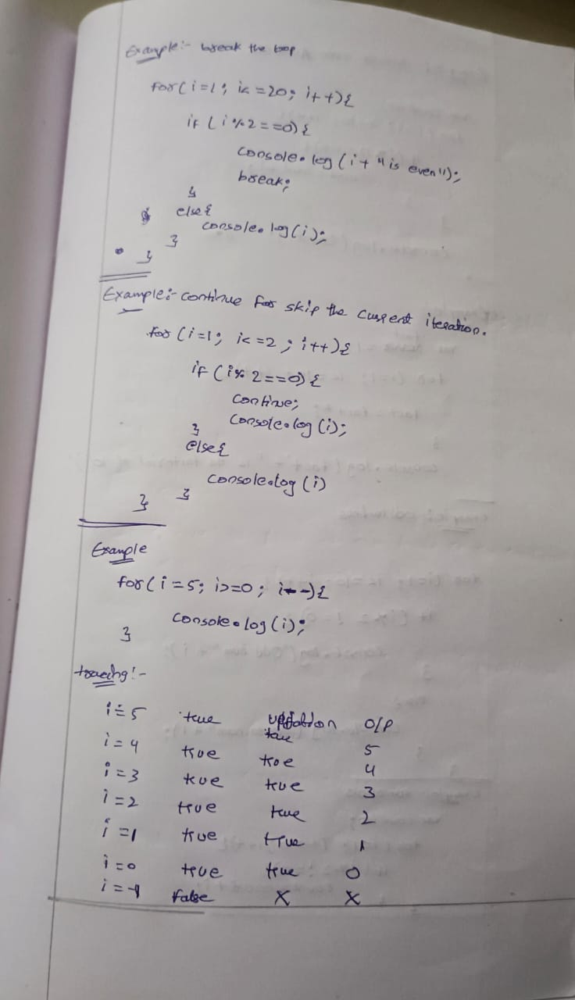 Example:- break the loop
for(i=1; i<=20; i++){
if(i%2==0){
console.log(i+"is even");
break;
}
else{
console.log(i);
}
}
Example:- continue for skip the current iteration.
for(i=1; i<=2; i++){
if(i%2==0){
continue;
console.log(i);
}
else{
console.log(i)
}
}
Example
for(i=5; i>=0; i--){
console.log(i);
}
tracing:-
i=5 true updation O/P
true 5
i=4 true true 4
i=3 true true 3
i=2 true true 2
i=1 true true 1
i=0 true true 0
i=-1 false X X